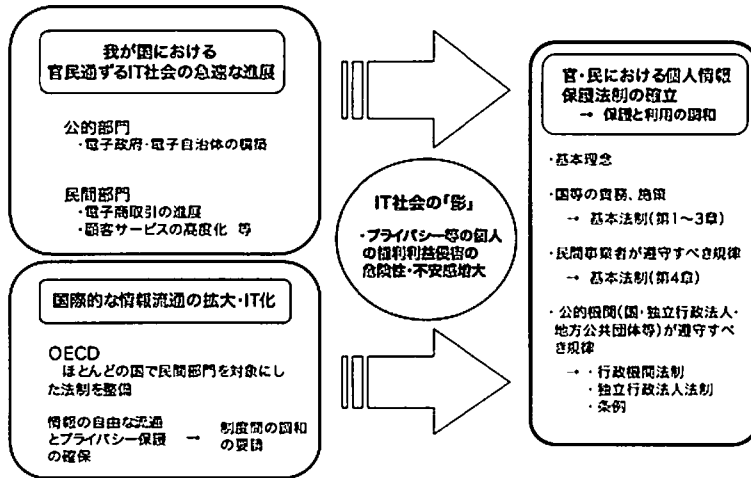 我が国における
官民通ずるIT社会の急速な進展
公的部門
・電子政府・電子自治体の構築
民間部門
・電子商取引の進展
・顧客サービスの高度化 等
国際的な情報流通の拡大・IT化
OECD
ほとんどの国で民間部門を対象にし
た法制を整備
情報の自由な流通
とプライバシー保護
の確保
→
制度間の調和
の要請
IT社会の「影」
・プライバシー等の個人
の権利利益侵害の
危険性・不安感増大
官・民における個人情報
保護法制の確立
→ 保護と利用の調和
・基本理念
・国等の責務、施策
→ 基本法制(第1～3章)
・民間事業者が遵守すべき規律
→ 基本法制(第4章)
・公的機関(国・独立行政法人・
地方公共団体等)が遵守すべ
き規律
→ ・行政機関法制
・独立行政法人法制
・条例